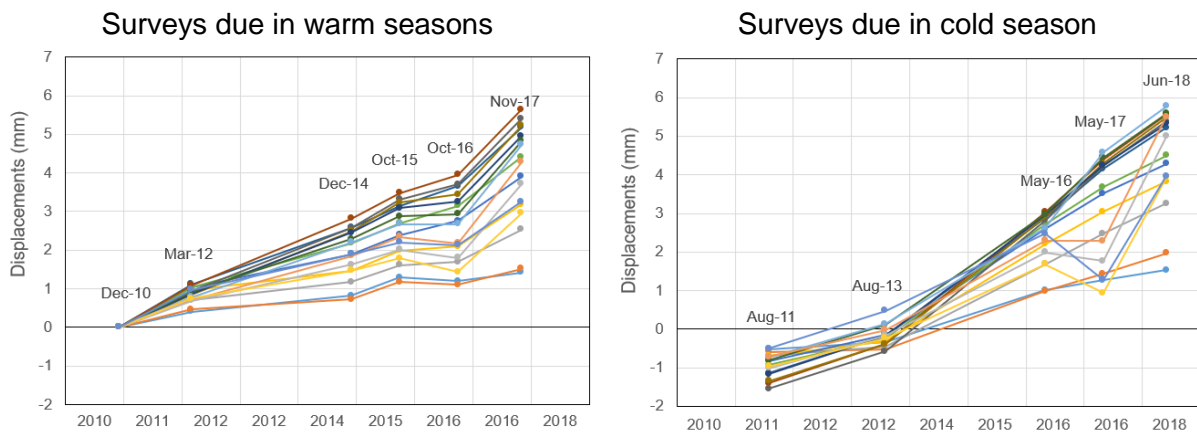 Surveys due in warm seasons
7
6
5
4
3
2
1
0
-1
-2
Displacements (mm)
Dec-10
Mar-12
Dec-14
Oct-15
Oct-16
Nov-17
2010 2011 2012 2012 2014 2015 2016 2016 2018
Surveys due in cold season
7
6
5
4
3
2
1
0
-1
-2
Displacements (mm)
Aug-11
Aug-13
May-16
May-17
Jun-18
2010 2011 2012 2012 2014 2015 2016 2016 2018